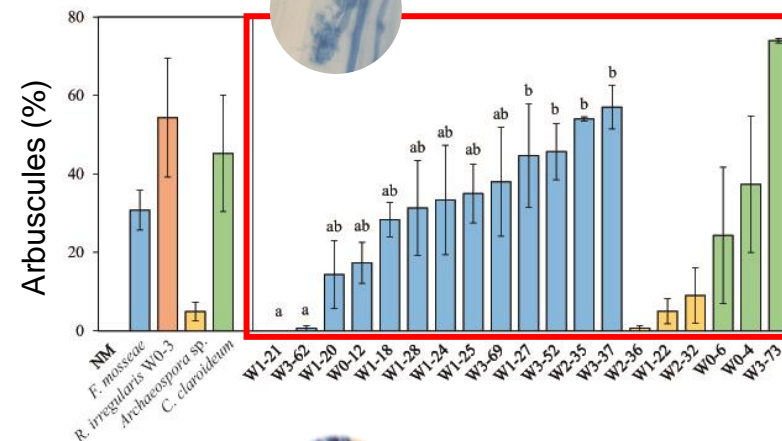 80
60
40
20
0
Arbuscules (%)
a
a
ab
ab
ab
ab
ab
ab
ab
b
b
b
b
NM
F. mosseae
R. irregularis W0-3
Archaeospora sp.
C. claroideum
W1-21
W3-62
W1-20
W0-12
W1-18
W1-28
W1-24
W1-25
W3-69
W1-27
W3-52
W2-35
W3-37
W2-36
W1-22
W2-32
W0-6
W0-4
W3-73